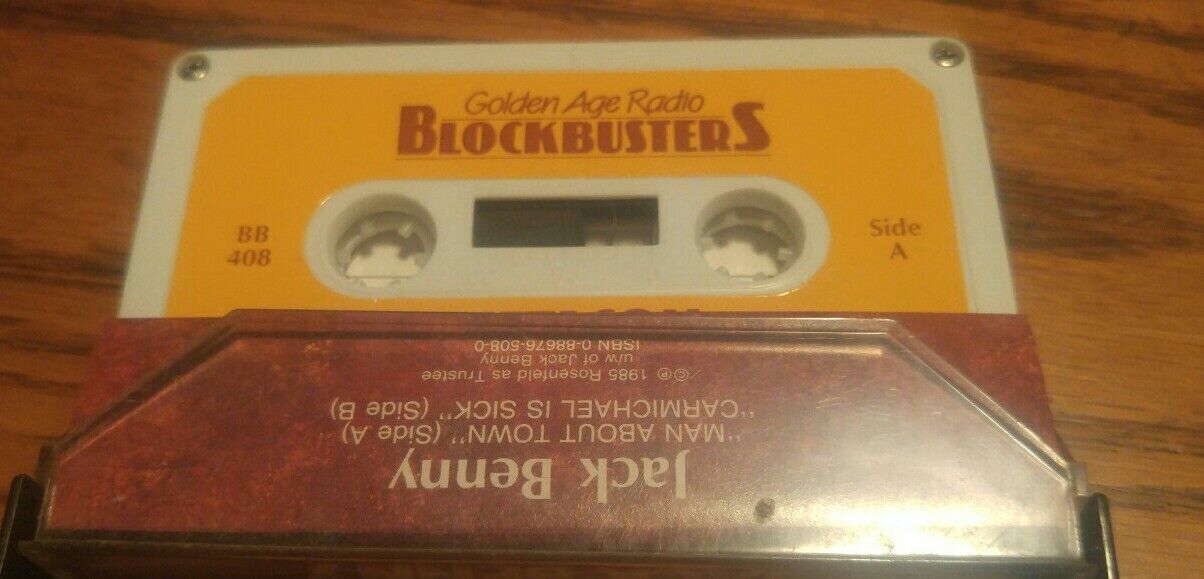 Golden Age Radio
BLOCKBUSTERS
BB
408
Side
A
Jack Benny
"MAN ABOUT TOWN" (Side A)
"CARMICHAEL IS SICK" (Side B)
©℗ 1985 Rosenfeld as Trustee
u/w of Jack Benny
ISBN 0-88676-508-0